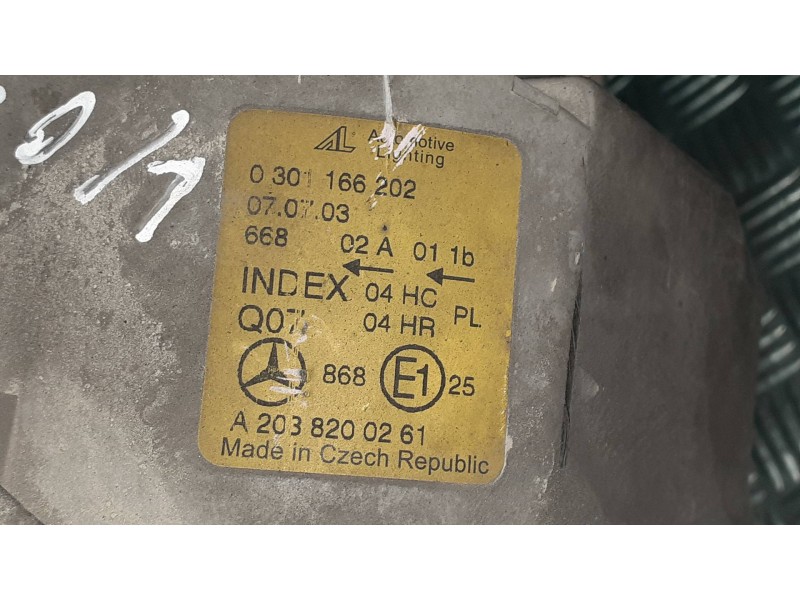 AL Automotive
Lighting
0 301 166 202
07.07.03
668 02 A 01 1b
INDEX 04 HC PL
Q07 04 HR
868 E1 25
A 203 820 02 61
Made in Czech Republic